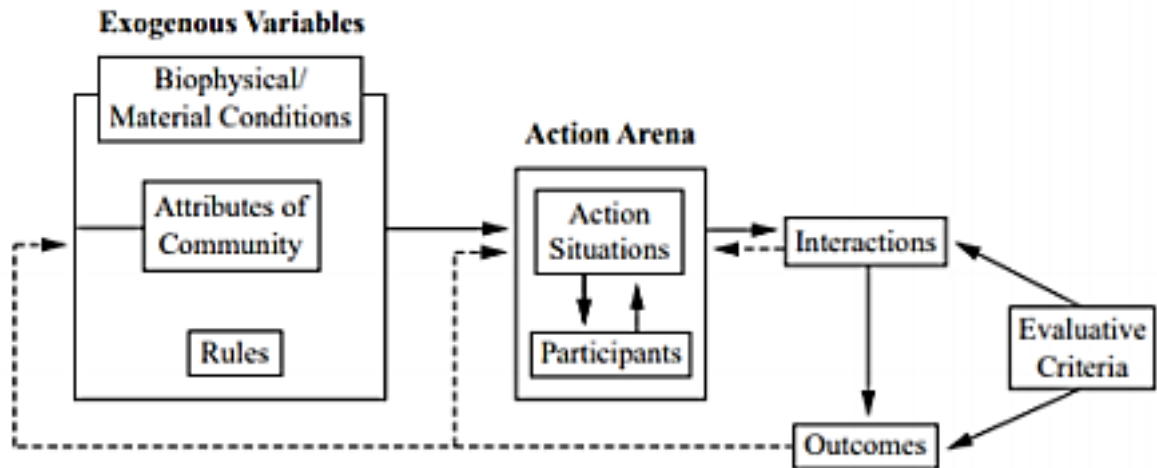 Exogenous Variables
Biophysical/
Material Conditions
Attributes of
Community
Rules
Action Arena
Action
Situations
Participants
Interactions
Outcomes
Evaluative
Criteria